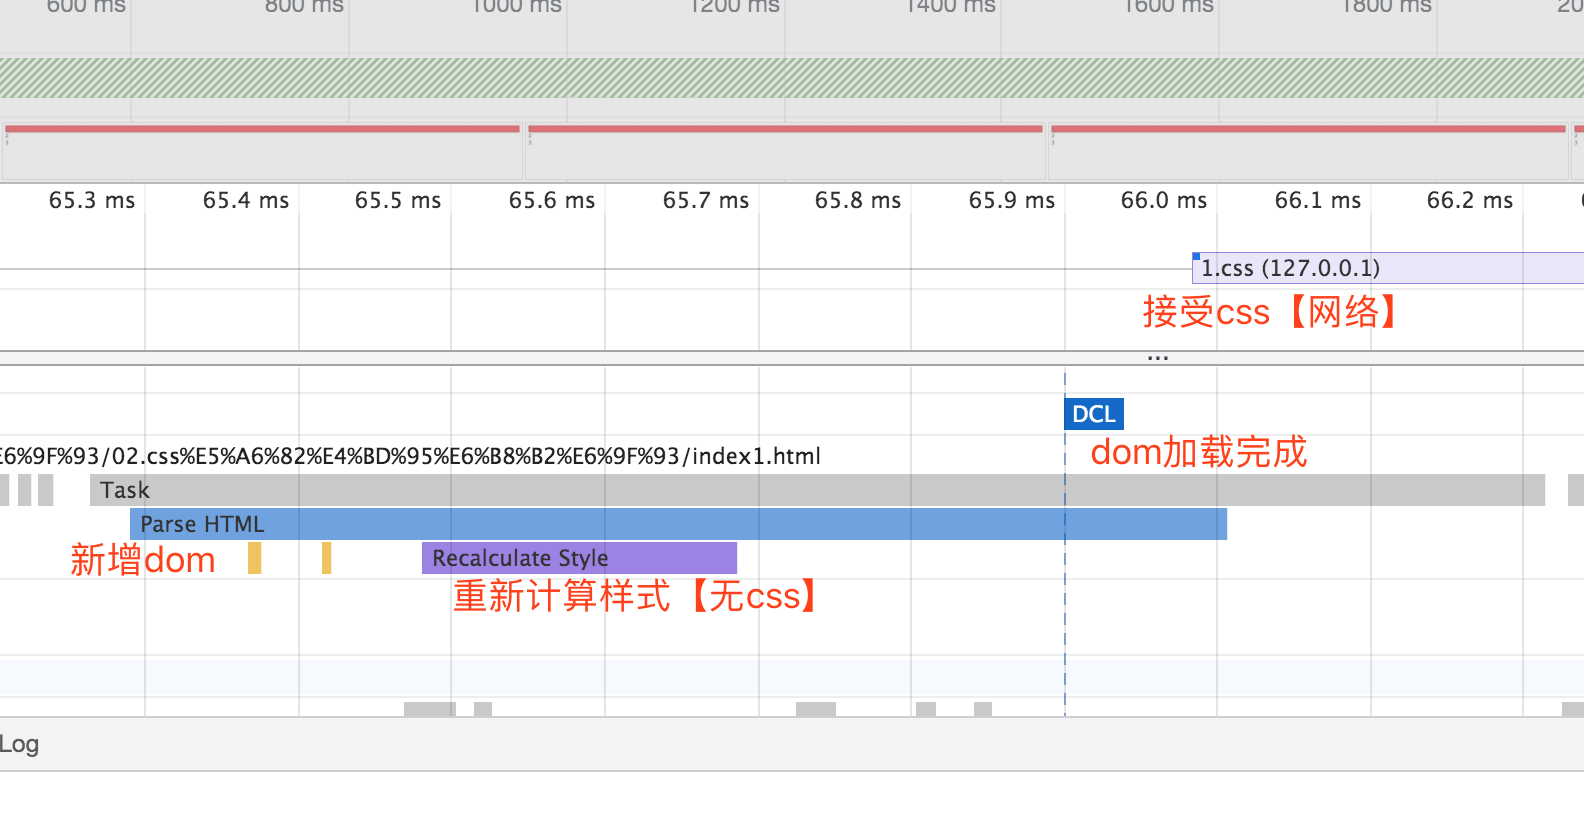 600 ms 800 ms 1000 ms 1200 ms 1400 ms 1600 ms 1800 ms 20
65.3 ms 65.4 ms 65.5 ms 65.6 ms 65.7 ms 65.8 ms 65.9 ms 66.0 ms 66.1 ms 66.2 ms
1.css (127.0.0.1)
接受css【网络】
...
DCL
dom加载完成
E6%9F%93/02.css%E5%A6%82%E4%BD%95%E6%B8%B2%E6%9F%93/index1.html
Task
Parse HTML
新增dom
Recalculate Style
重新计算样式【无css】
Log